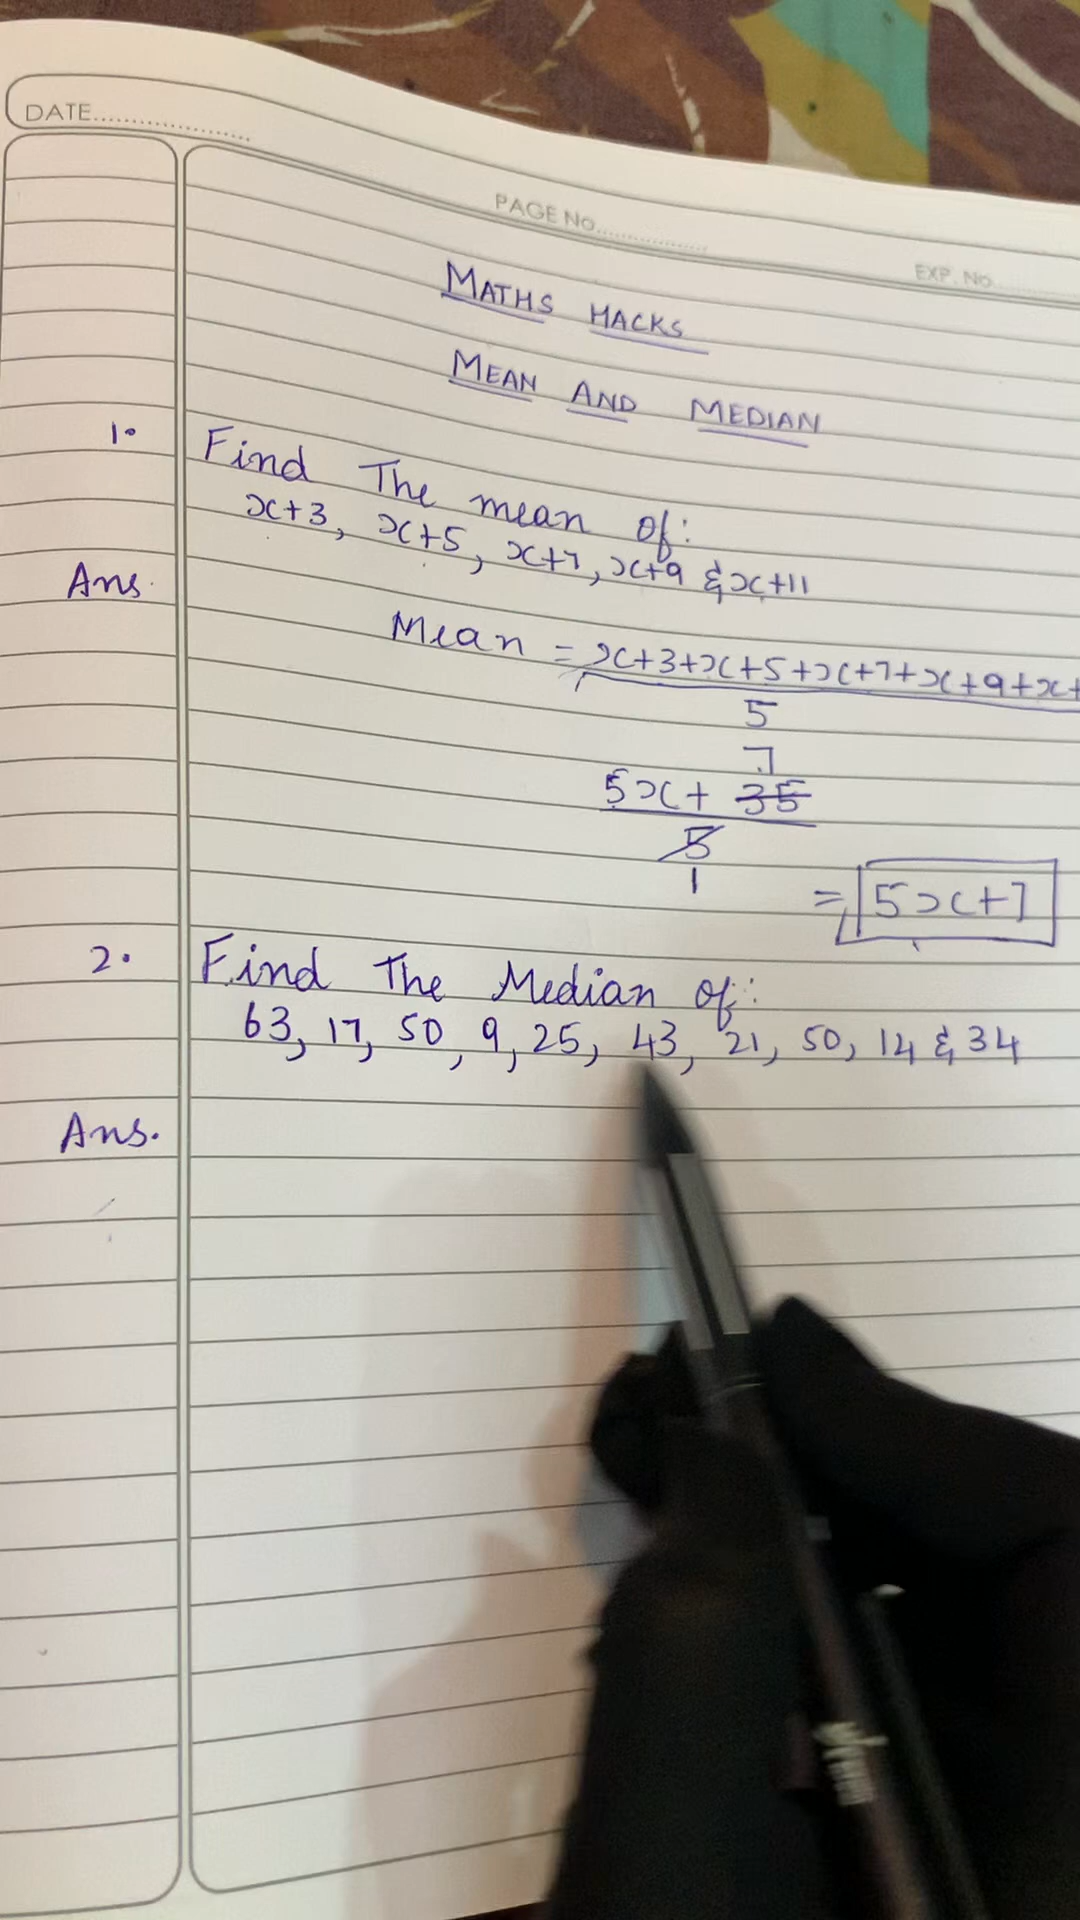 DATE
PAGE No.
EXP. No.
MATHS HACKS
MEAN AND MEDIAN
1. Find The mean of:
x+3, x+5, x+7, x+9 & x+11
Ans.
Mean = x+3+x+5+x+7+x+9+x+
5
7
5x+ 35
5
1
= 5x+7
2. Find The Median of:
63, 17, 50, 9, 25, 43, 21, 50, 14 & 34
Ans.